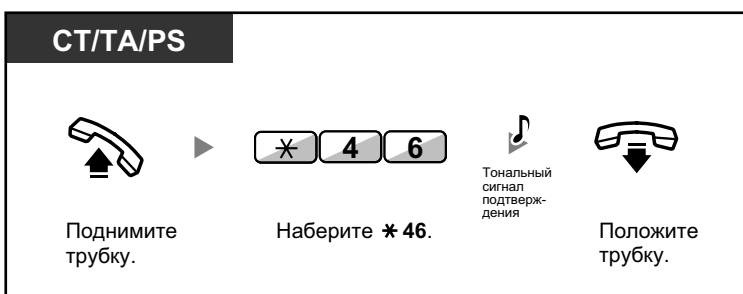 CT/TA/PS
✳ 4 6
Тональный
сигнал
подтверж-
дения
Поднимите
трубку.
Наберите ✳ 46.
Положите
трубку.